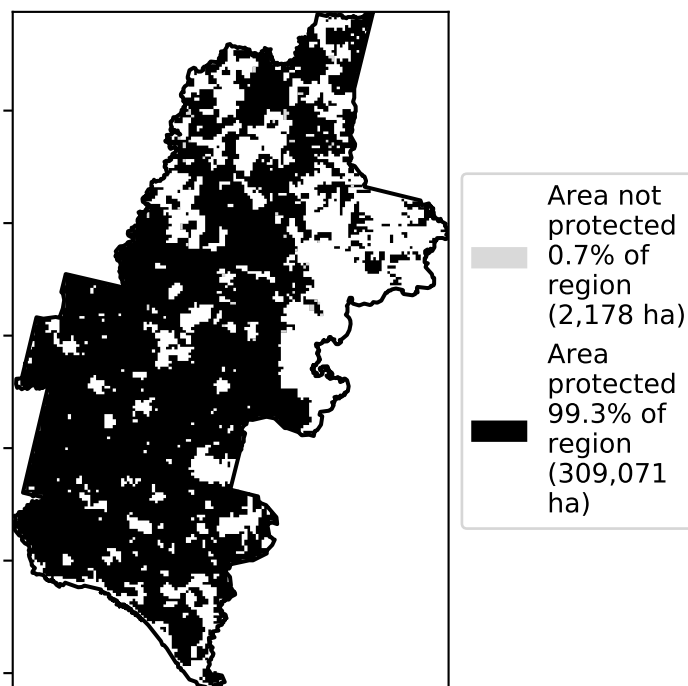 Area not
protected
0.7% of
region
(2,178 ha)
Area
protected
99.3% of
region
(309,071
ha)